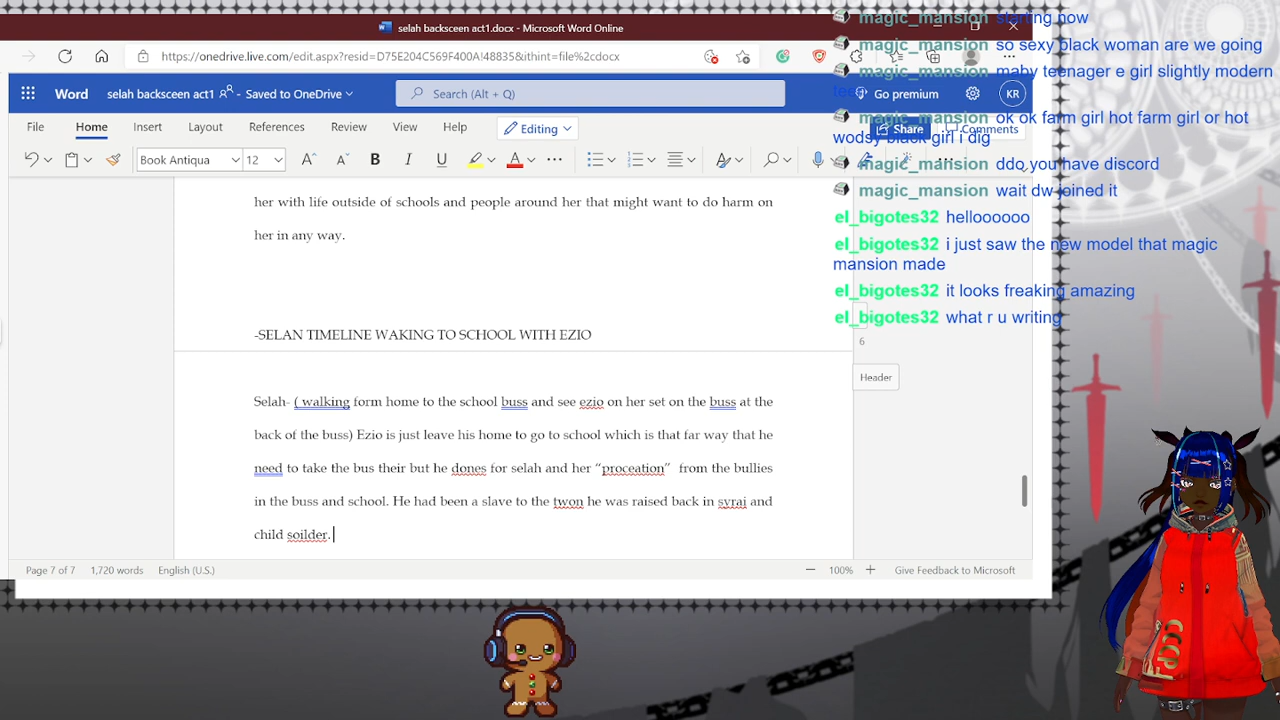 selah backsceen act1.docx - Microsoft Word Online
https://onedrive.live.com/edit.aspx?resid=D75E204C569F400A!48835&ithint=file%2cdocx
Word
selah backsceen act1 - Saved to OneDrive
Search (Alt + Q)
Go premium
KR
File Home Insert Layout References Review View Help Editing
Share
Comments
Book Antiqua 12
her with life outside of schools and people around her that might want to do harm on
her in any way.
-SELAN TIMELINE WAKING TO SCHOOL WITH EZIO
6
Header
Selah- ( walking form home to the school buss and see ezio on her set on the buss at the
back of the buss) Ezio is just leave his home to go to school which is that far way that he
need to take the bus their but he dones for selah and her “proceation” from the bullies
in the buss and school. He had been a slave to the twon he was raised back in syrai and
child soilder.
Page 7 of 7 1,720 words English (U.S.)
100%
Give Feedback to Microsoft
magic_mansion starting now
magic_mansion so sexy black woman are we going
magic_mansion maby teenager e girl slightly modern
magic_mansion ok ok farm girl hot farm girl or hot
wodsy black girl i dig
magic_mansion ddo you have discord
magic_mansion wait dw joined it
el_bigotes32 helloooooo
el_bigotes32 i just saw the new model that magic
mansion made
el_bigotes32 it looks freaking amazing
el_bigotes32 what r u writing
CCCP